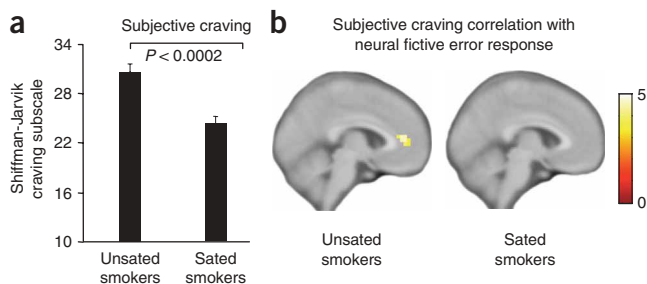 a
Subjective craving
P < 0.0002
34
28
22
16
10
Shiffman-Jarvik
craving subscale
Unsated
smokers
Sated
smokers
b
Subjective craving correlation with
neural fictive error response
5
0
Unsated
smokers
Sated
smokers